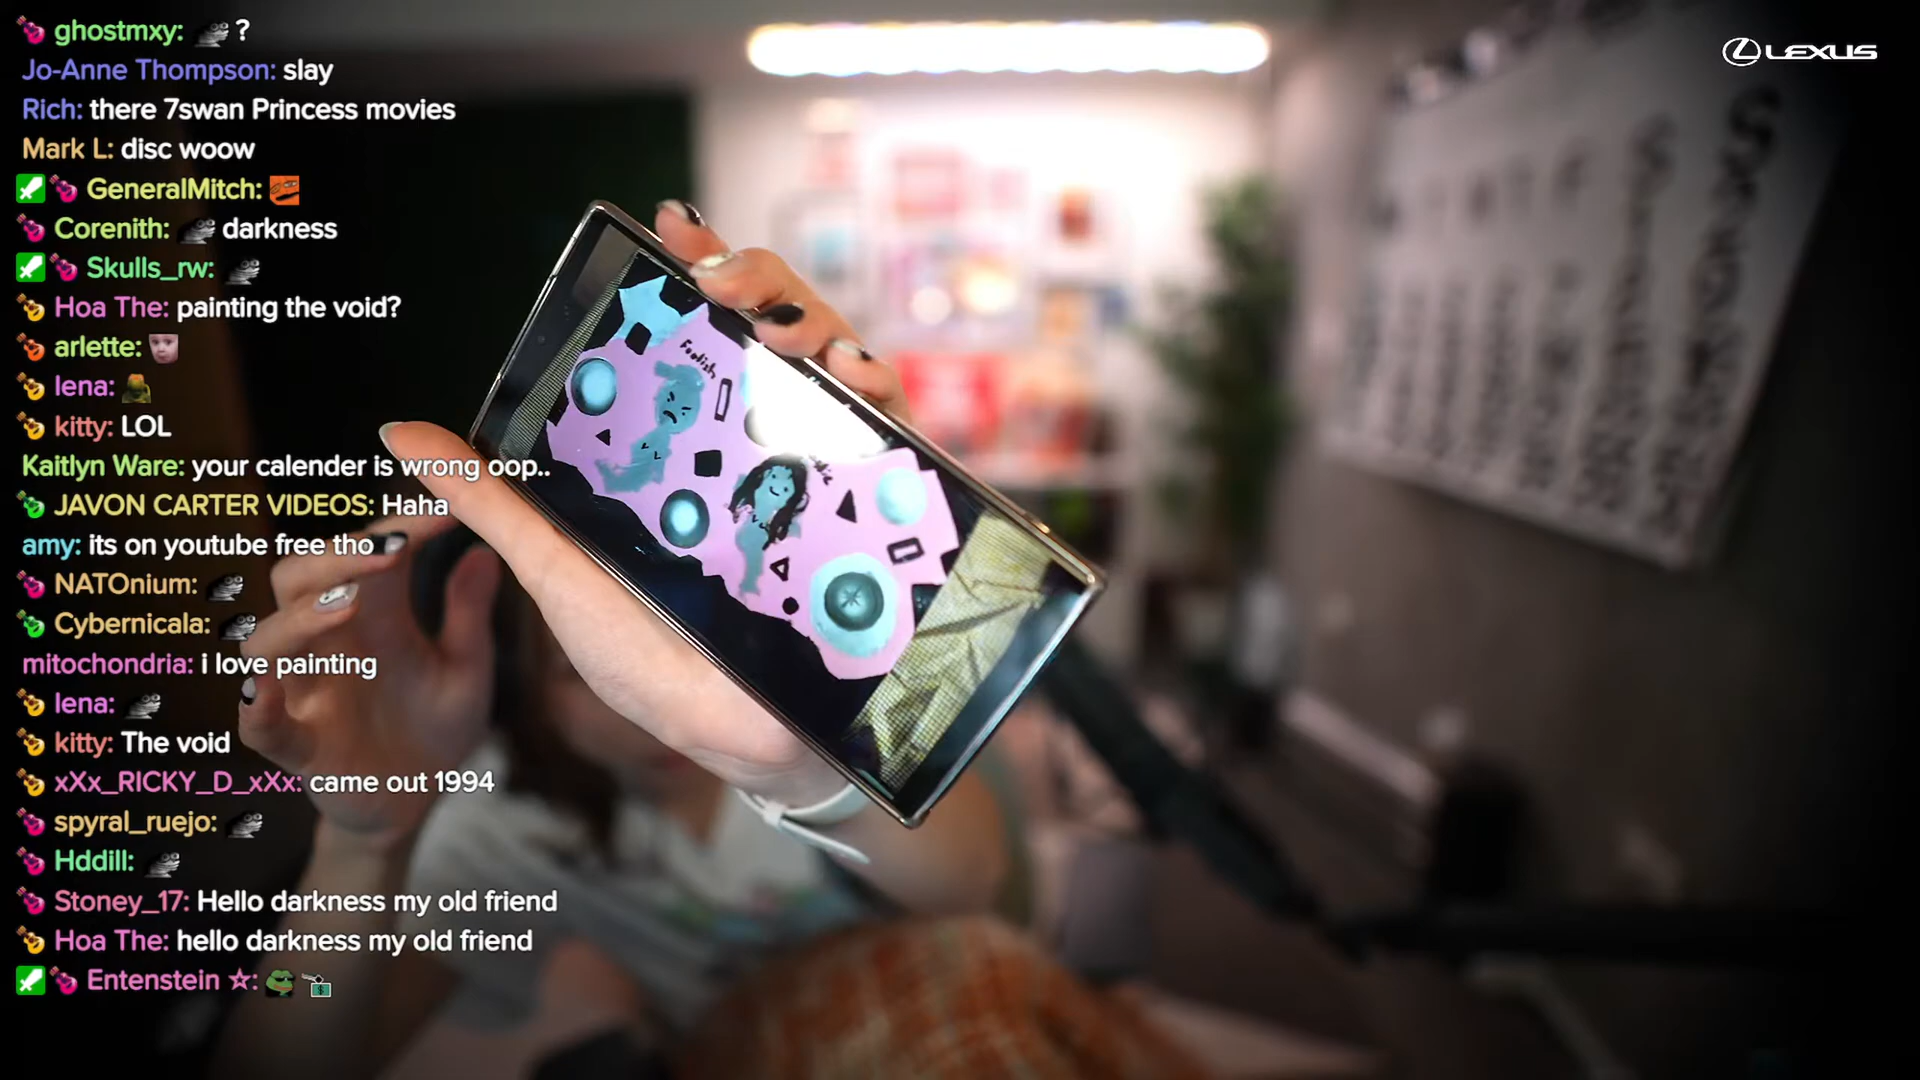 ghostmxy: ?
Jo-Anne Thompson: slay
Rich: there 7swan Princess movies
Mark L: disc woow
GeneralMitch:
Corenith: darkness
Skulls_rw:
Hoa The: painting the void?
arlette:
lena:
kitty: LOL
Kaitlyn Ware: your calender is wrong oop..
JAVON CARTER VIDEOS: Haha
amy: its on youtube free tho
NATOnium:
Cybernicala:
mitochondria: i love painting
lena:
kitty: The void
xXx_RICKY_D_xXx: came out 1994
spyral_ruejo:
Hddill:
Stoney_17: Hello darkness my old friend
Hoa The: hello darkness my old friend
Entenstein ☆:
LEXUS
Foolish